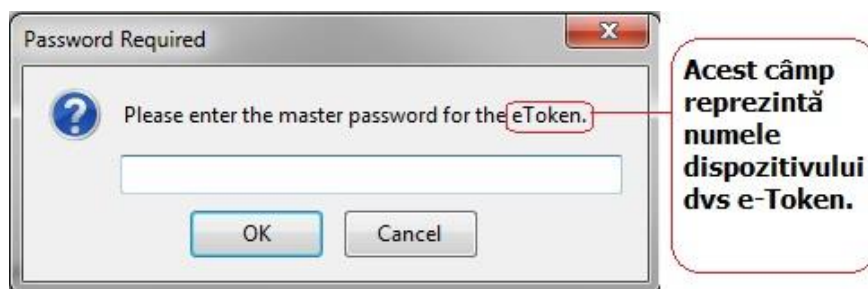 Password Required
Please enter the master password for the eToken.
OK
Cancel
Acest câmp
reprezintă
numele
dispozitivului
dvs e-Token.